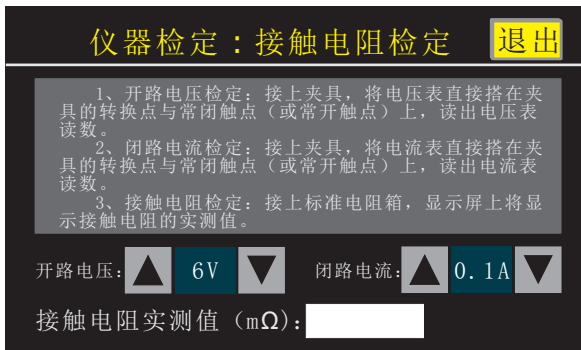 仪器检定：接触电阻检定 退出
1、开路电压检定：接上夹具，将电压表直接搭在夹
具的转换点与常闭触点（或常开触点）上，读出电压表
读数。
2、闭路电流检定：接上夹具，将电流表直接搭在夹
具的转换点与常闭触点（或常开触点）上，读出电流表
读数。
3、接触电阻检定：接上标准电阻箱，显示屏上将显
示接触电阻的实测值。
开路电压： 6V 闭路电流： 0.1A
接触电阻实测值（mΩ）：